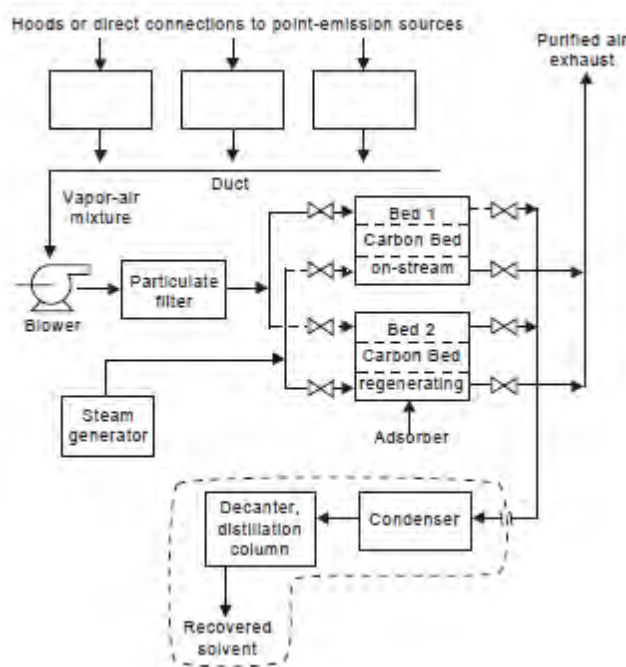 Hoods or direct connections to point-emission sources
Purified air
exhaust
Duct
Vapor-air
mixture
Blower
Particulate
filter
Bed 1
Carbon Bed
on-stream
Bed 2
Carbon Bed
regenerating
Steam
generator
Adsorber
Decanter,
distillation
column
Condenser
Recovered
solvent